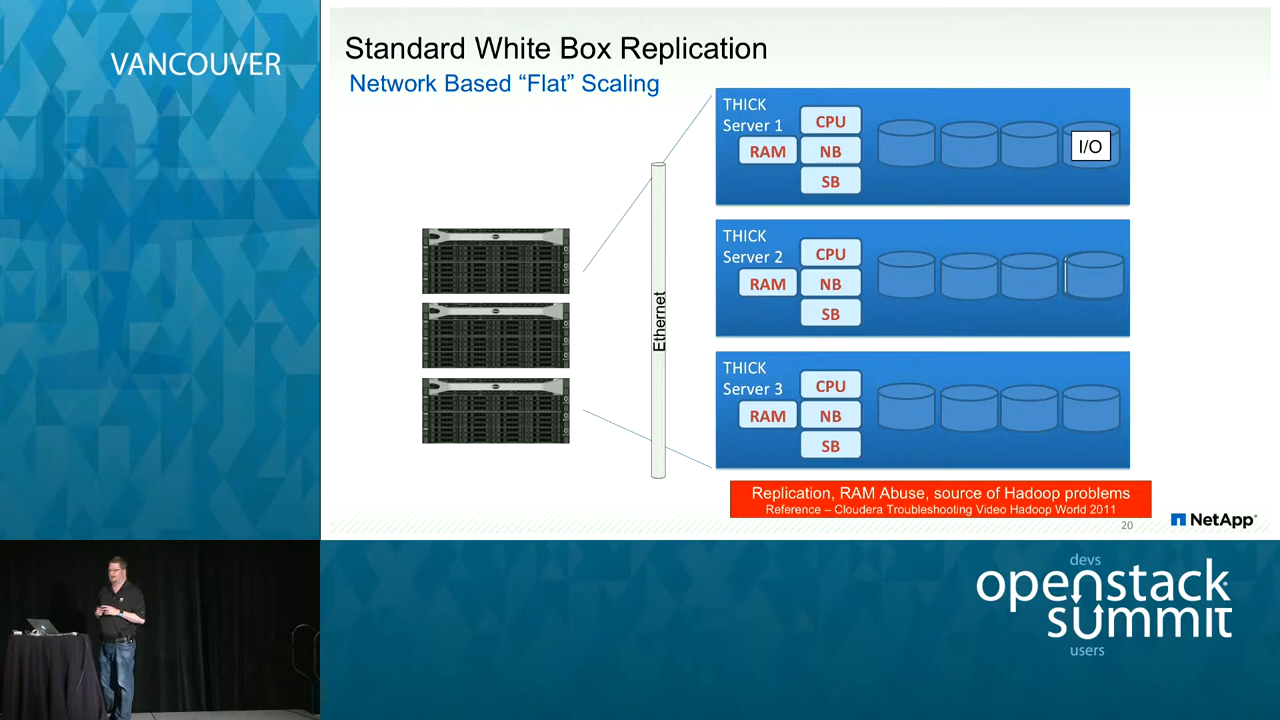 VANCOUVER
Standard White Box Replication
Network Based “Flat” Scaling
THICK
Server 1
CPU
RAM
NB
SB
I/O
THICK
Server 2
CPU
RAM
NB
SB
THICK
Server 3
CPU
RAM
NB
SB
Ethernet
Replication, RAM Abuse, source of Hadoop problems
Reference – Cloudera Troubleshooting Video Hadoop World 2011
20
NetApp
devs
openstack
summit
users